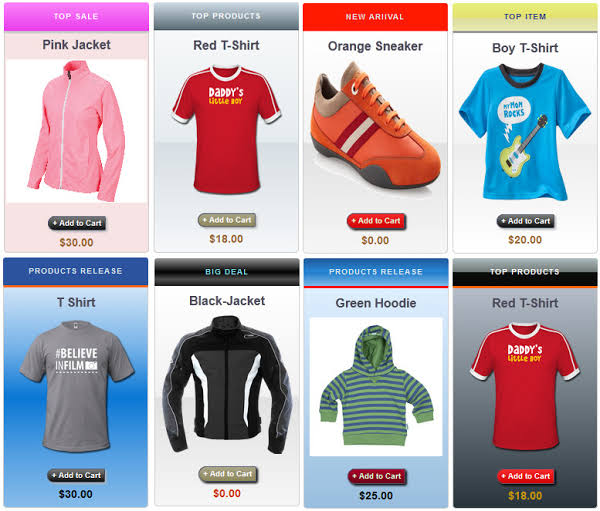 TOP SALE
Pink Jacket
+ Add to Cart
$30.00
TOP PRODUCTS
Red T-Shirt
DaDDy's
LittLe Boy
+ Add to Cart
$18.00
NEW ARIIVAL
Orange Sneaker
+ Add to Cart
$0.00
TOP ITEM
Boy T-Shirt
MY MOM
ROCKS
+ Add to Cart
$20.00
PRODUCTS RELEASE
T Shirt
#BELIEVE
INFILM
+ Add to Cart
$30.00
BIG DEAL
Black-Jacket
+ Add to Cart
$0.00
PRODUCTS RELEASE
Green Hoodie
+ Add to Cart
$25.00
TOP PRODUCTS
Red T-Shirt
DaDDy's
LittLe Boy
+ Add to Cart
$18.00